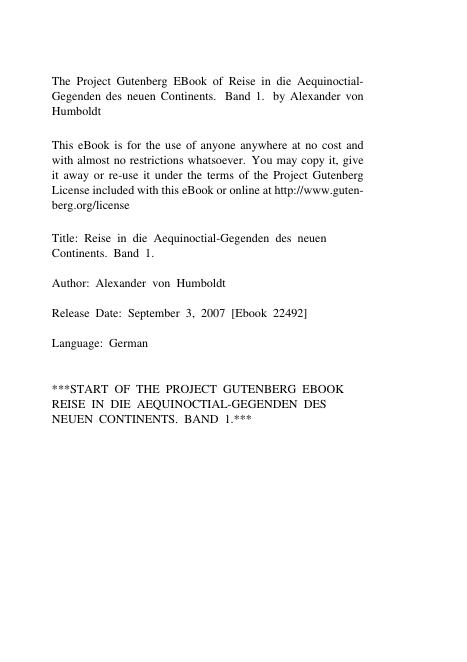 The Project Gutenberg EBook of Reise in die Aequinoctial-
Gegenden des neuen Continents. Band 1. by Alexander von
Humboldt
This eBook is for the use of anyone anywhere at no cost and
with almost no restrictions whatsoever. You may copy it, give
it away or re-use it under the terms of the Project Gutenberg
License included with this eBook or online at http://www.guten-
berg.org/license
Title: Reise in die Aequinoctial-Gegenden des neuen
Continents. Band 1.
Author: Alexander von Humboldt
Release Date: September 3, 2007 [Ebook 22492]
Language: German
***START OF THE PROJECT GUTENBERG EBOOK
REISE IN DIE AEQUINOCTIAL-GEGENDEN DES
NEUEN CONTINENTS. BAND 1.***